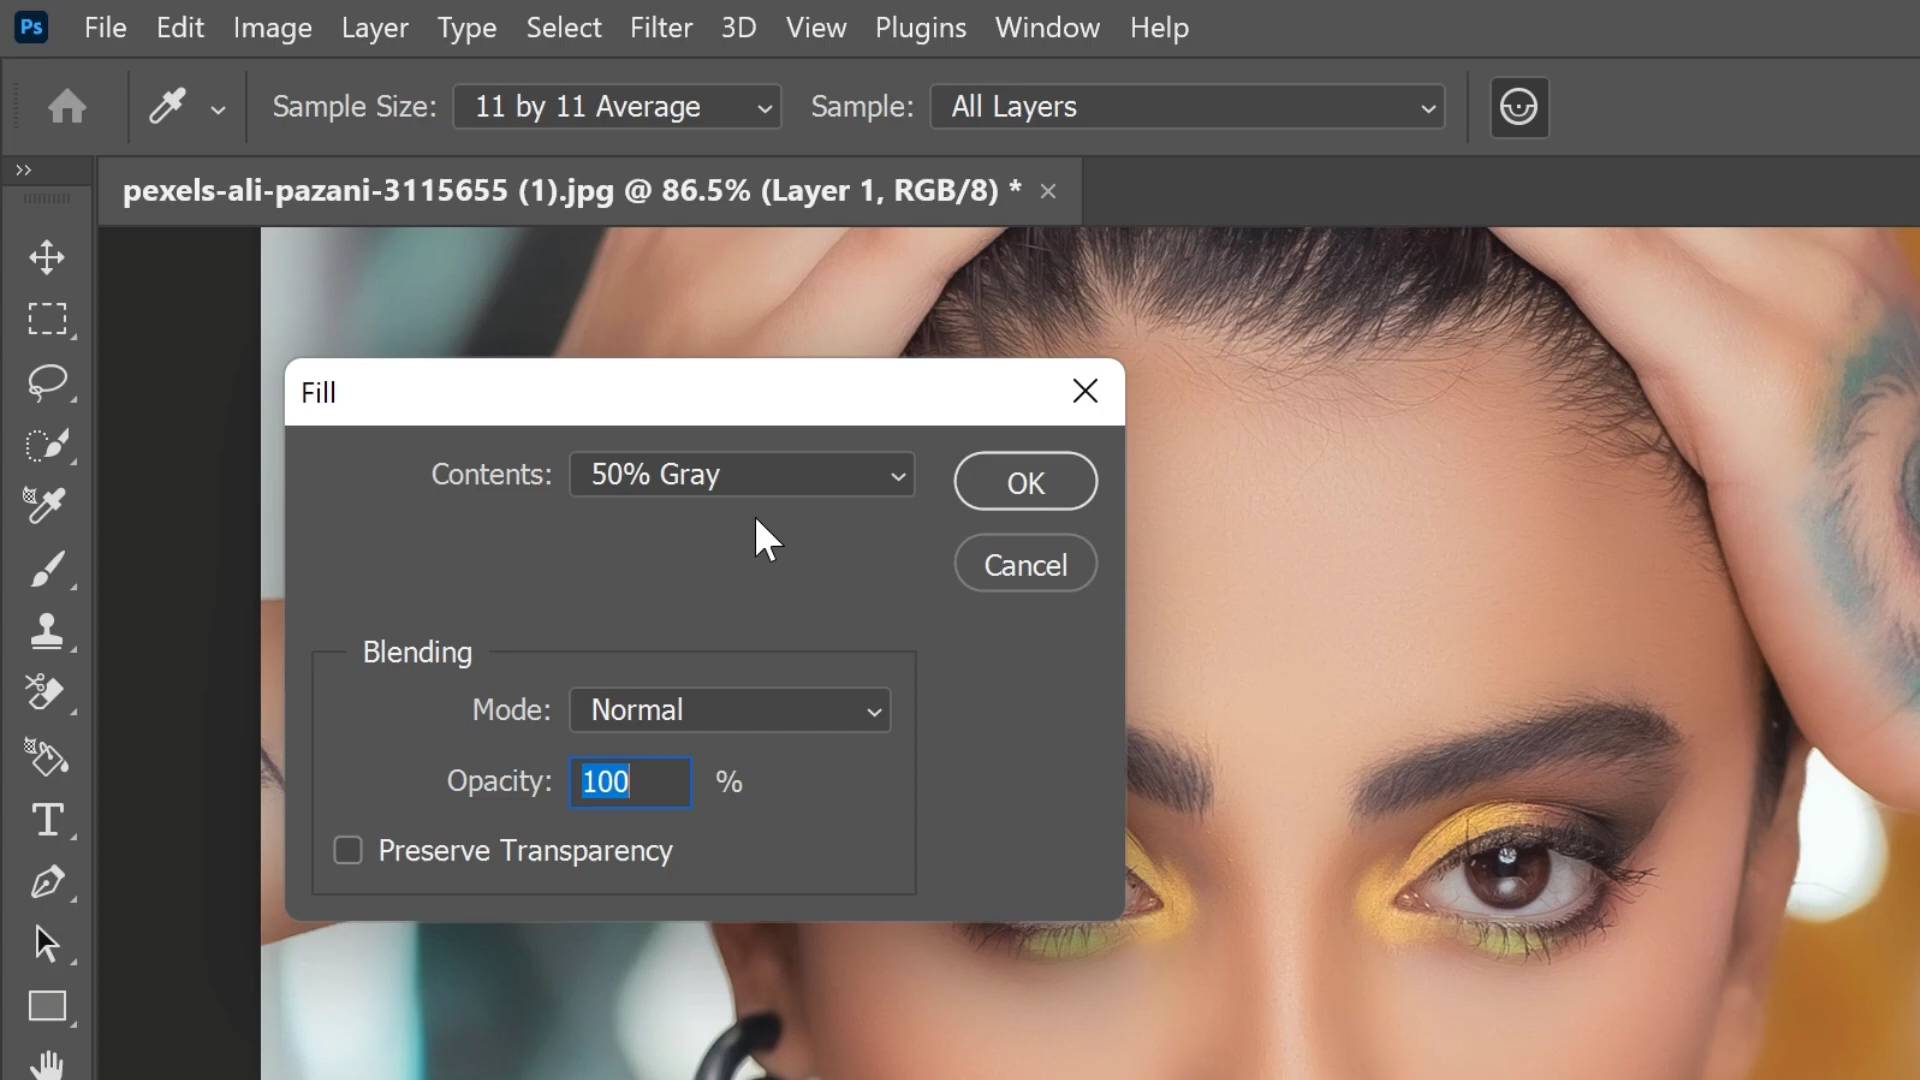 Ps File Edit Image Layer Type Select Filter 3D View Plugins Window Help
Sample Size: 11 by 11 Average Sample: All Layers
pexels-ali-pazani-3115655 (1).jpg @ 86.5% (Layer 1, RGB/8) *
Fill
Contents: 50% Gray OK
Cancel
Blending
Mode: Normal
Opacity: 100 %
Preserve Transparency